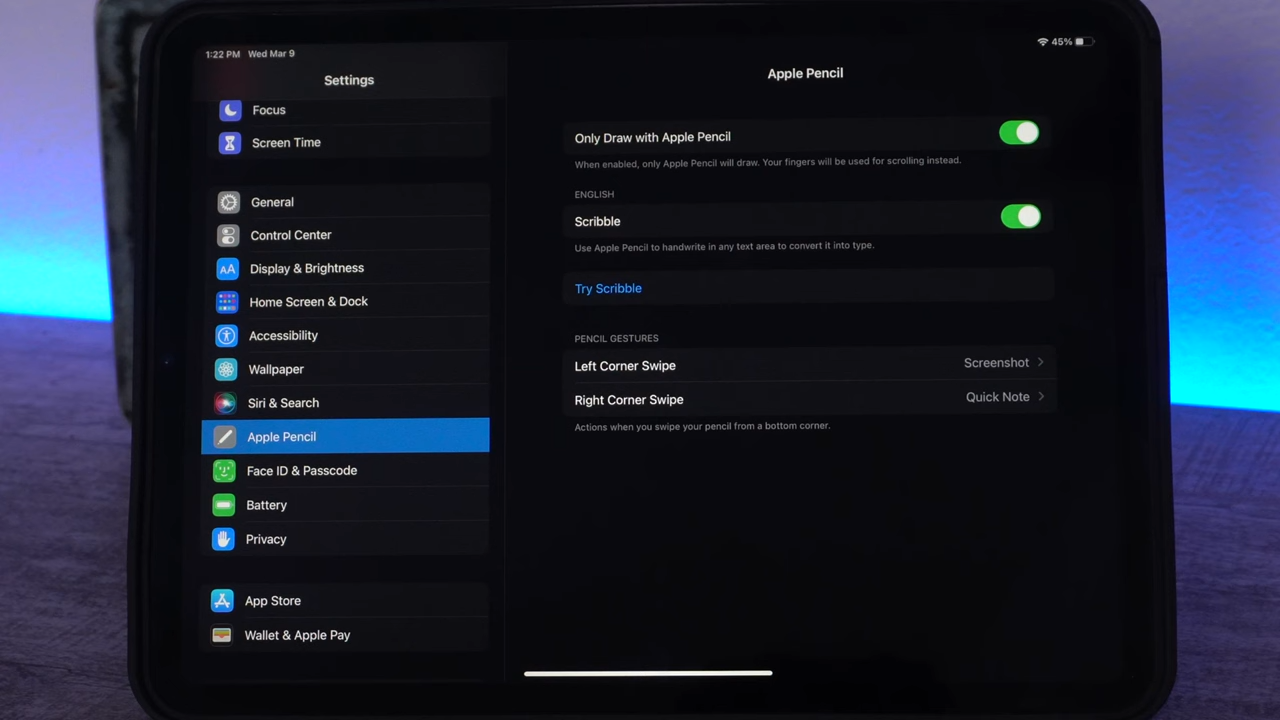 1:22 PM Wed Mar 9
45%
Settings
Focus
Screen Time
General
Control Center
AA
Display & Brightness
Home Screen & Dock
Accessibility
Wallpaper
Siri & Search
Apple Pencil
Face ID & Passcode
Battery
Privacy
App Store
Wallet & Apple Pay
Apple Pencil
Only Draw with Apple Pencil
When enabled, only Apple Pencil will draw. Your fingers will be used for scrolling instead.
ENGLISH
Scribble
Use Apple Pencil to handwrite in any text area to convert it into type.
Try Scribble
PENCIL GESTURES
Left Corner Swipe Screenshot
Right Corner Swipe Quick Note
Actions when you swipe your pencil from a bottom corner.